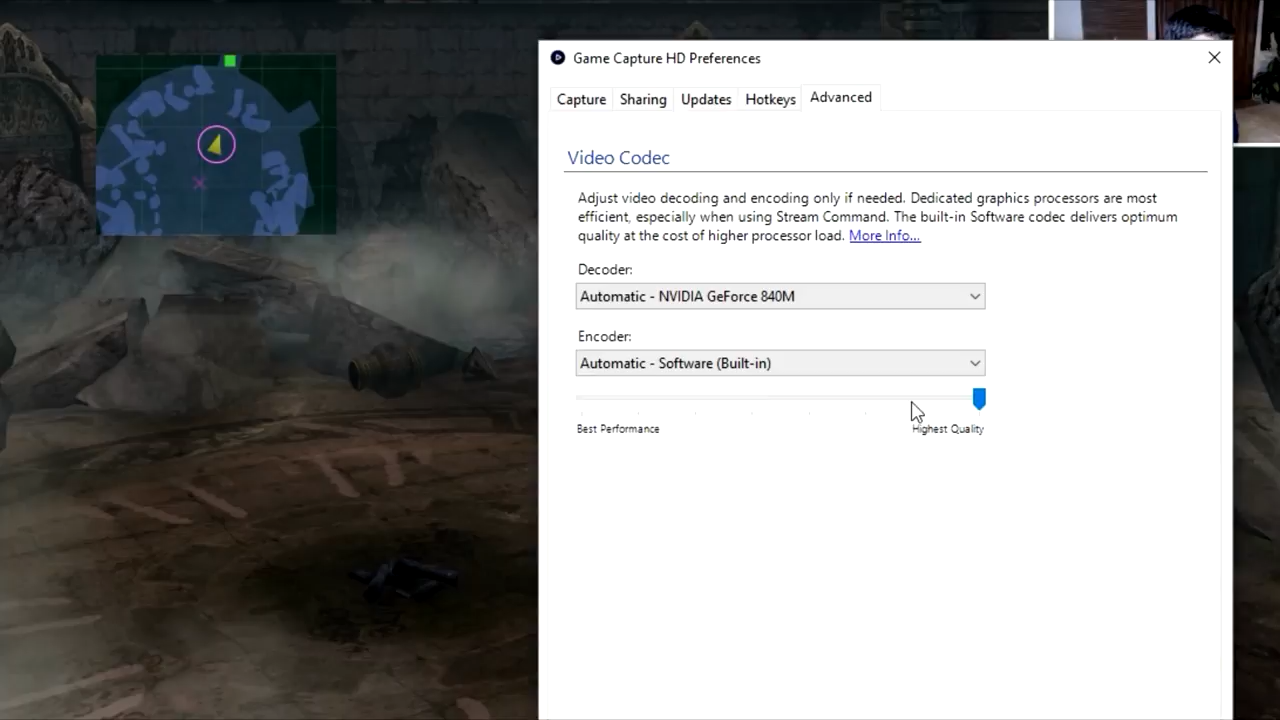 Game Capture HD Preferences
Capture Sharing Updates Hotkeys Advanced
Video Codec
Adjust video decoding and encoding only if needed. Dedicated graphics processors are most
efficient, especially when using Stream Command. The built-in Software codec delivers optimum
quality at the cost of higher processor load. More Info...
Decoder:
Automatic - NVIDIA GeForce 840M
Encoder:
Automatic - Software (Built-in)
Best Performance Highest Quality